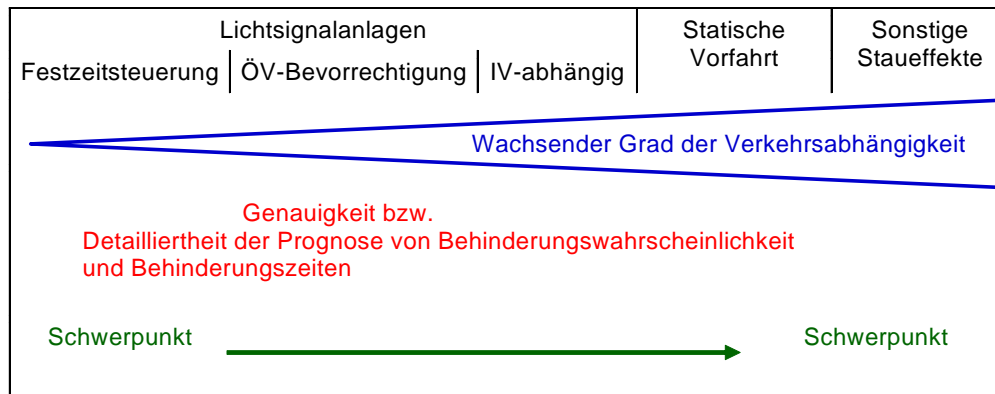 Lichtsignalanlagen
Statische
Vorfahrt
Sonstige
Staueffekte
Festzeitsteuerung
ÖV-Bevorrechtigung
IV-abhängig
Wachsender Grad der Verkehrsabhängigkeit
Genauigkeit bzw.
Detailliertheit der Prognose von Behinderungswahrscheinlichkeit
und Behinderungszeiten
Schwerpunkt
Schwerpunkt